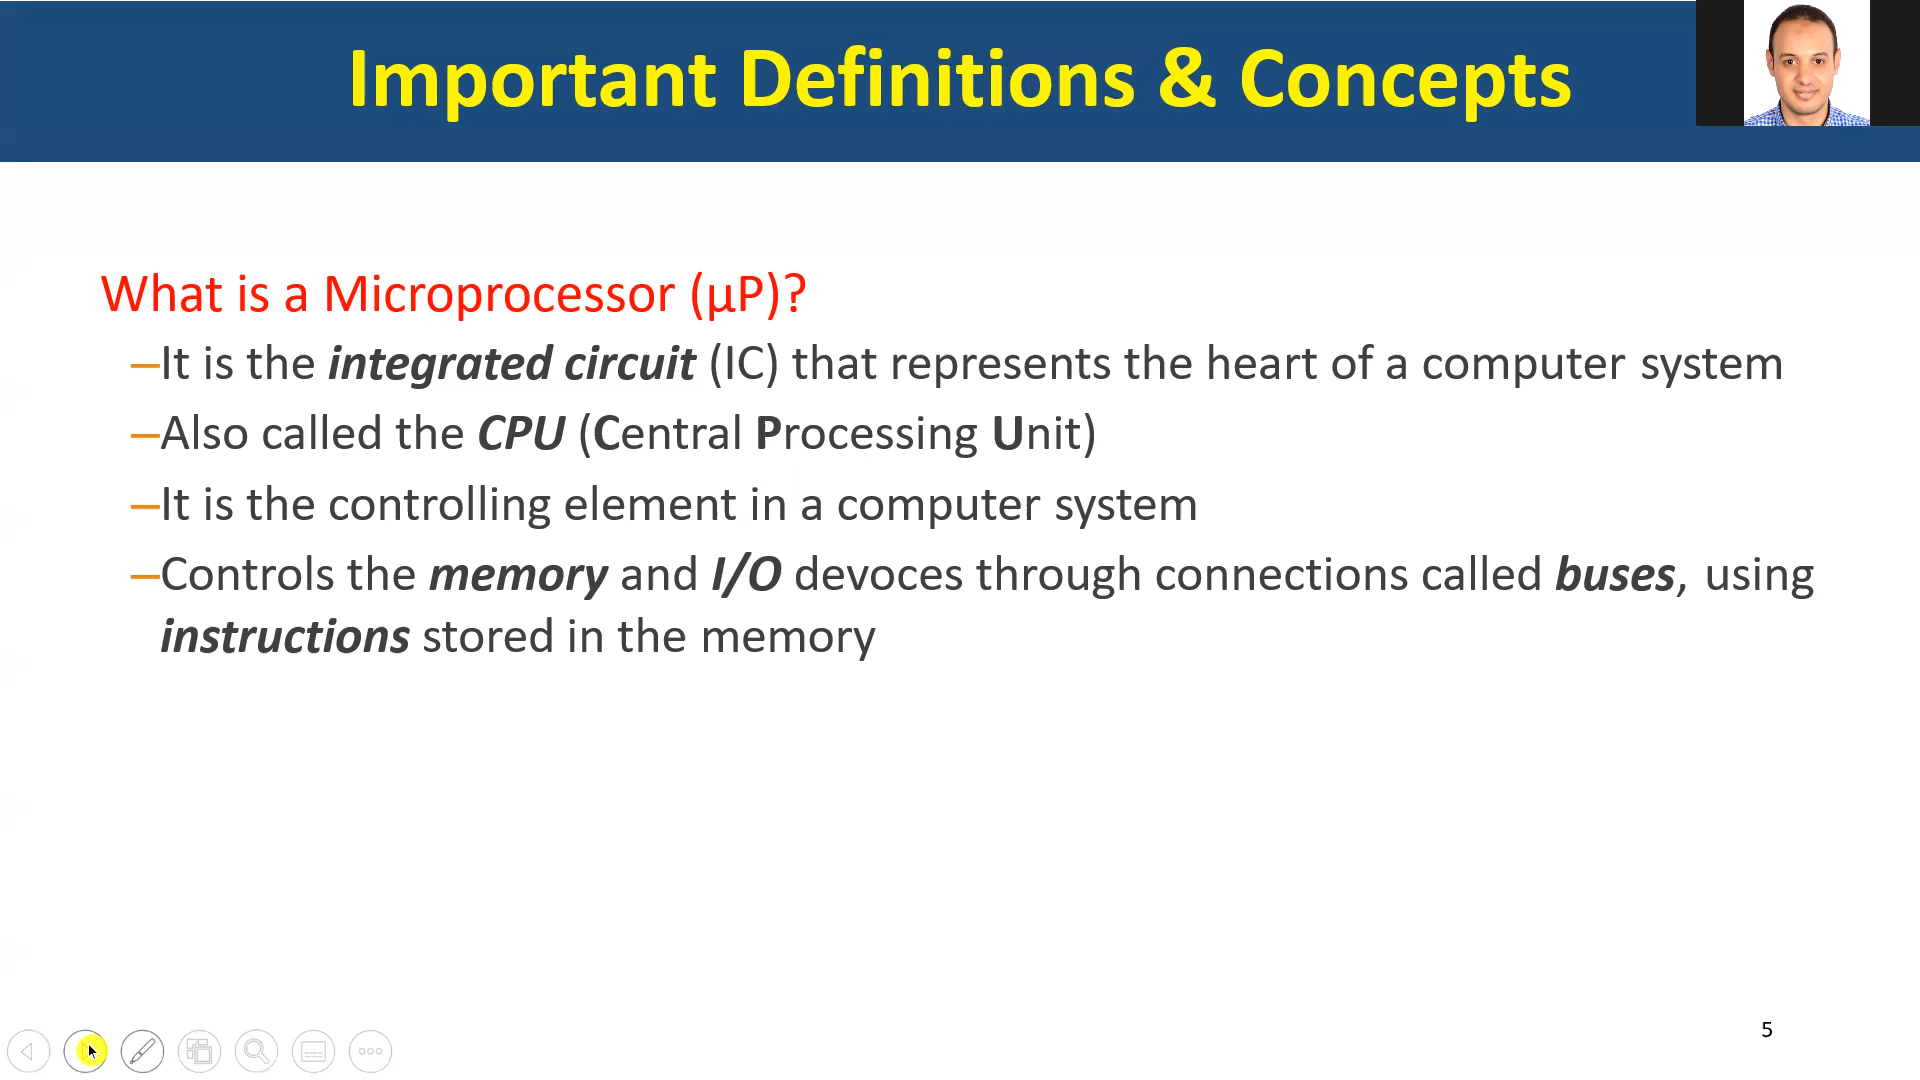 Important Definitions & Concepts
What is a Microprocessor (µP)?
–It is the integrated circuit (IC) that represents the heart of a computer system
–Also called the CPU (Central Processing Unit)
–It is the controlling element in a computer system
–Controls the memory and I/O devoces through connections called buses, using
instructions stored in the memory
5